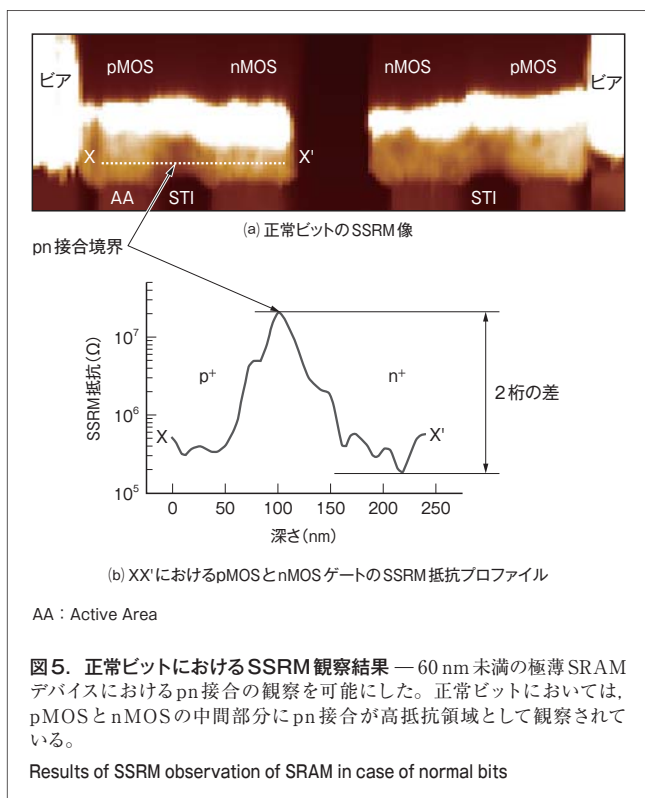 ビア
pMOS
nMOS
nMOS
pMOS
ビア
X
X'
AA
STI
STI
(a) 正常ビットのSSRM像
pn接合境界
SSRM抵抗(Ω)
10⁷
10⁶
10⁵
p⁺
n⁺
2桁の差
X
X'
0 50 100 150 200 250
深さ(nm)
(b) XX'におけるpMOSとnMOSゲートのSSRM抵抗プロファイル
AA:Active Area
図5. 正常ビットにおけるSSRM観察結果 — 60 nm未満の極薄SRAM
デバイスにおけるpn接合の観察を可能にした。正常ビットにおいては,
pMOSとnMOSの中間部分にpn接合が高抵抗領域として観察されて
いる。
Results of SSRM observation of SRAM in case of normal bits